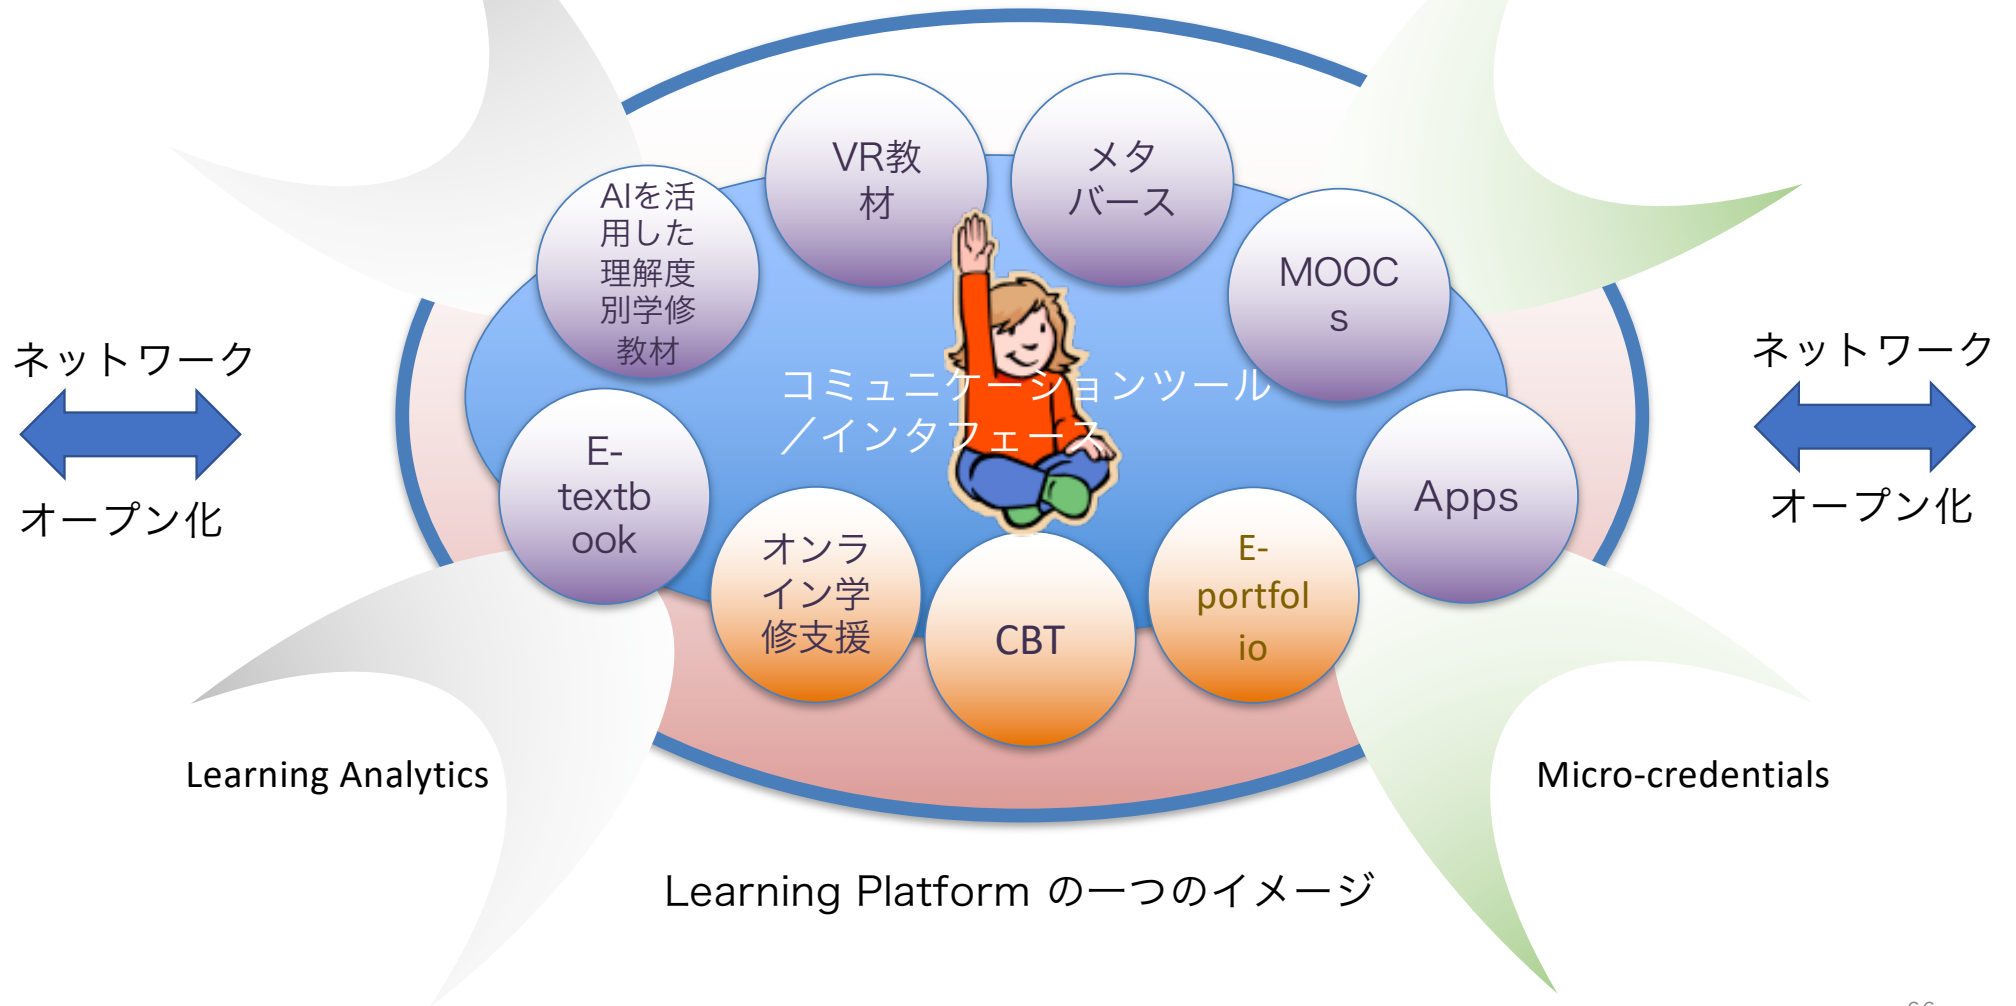 VR教
材
メタ
バース
AIを活
用した
理解度
別学修
教材
MOOC
s
ネットワーク
ネットワーク
コミュニケーションツール
／インタフェース
E-
textb
ook
Apps
オープン化
オープン化
オンラ
イン学
修支援
CBT
E-
portfol
io
Learning Analytics
Micro-credentials
Learning Platform の一つのイメージ